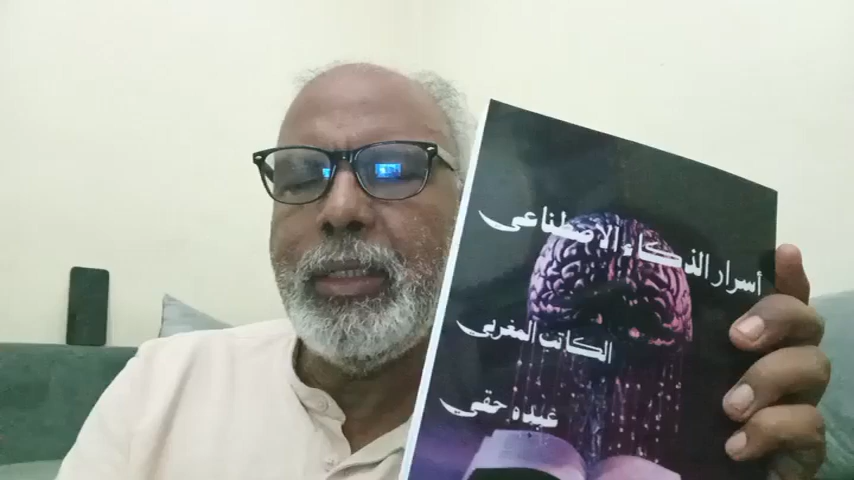 أسرار الذكاء الاصطناعي
الكاتب المغربي
عبده حقي